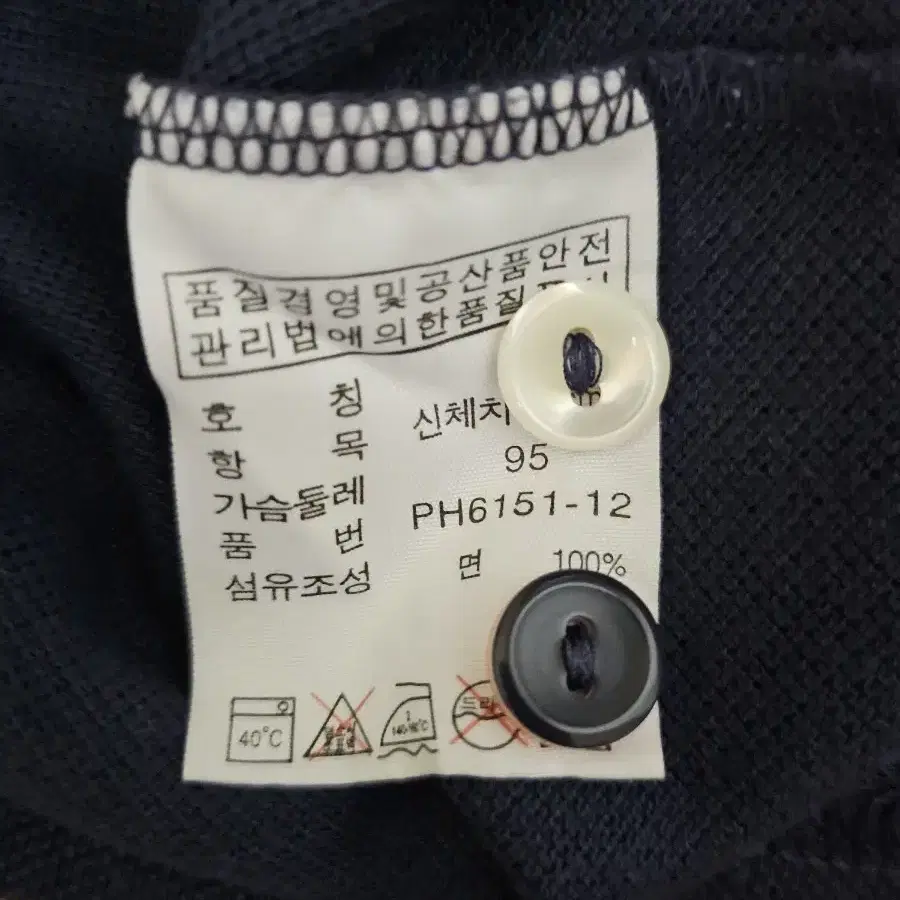 품질경영및공산품안전
관리법에의한품질
호 칭
항 목 신체치
가슴둘레 95
품 번 PH6151-12
섬유조성 면 100%
40°C